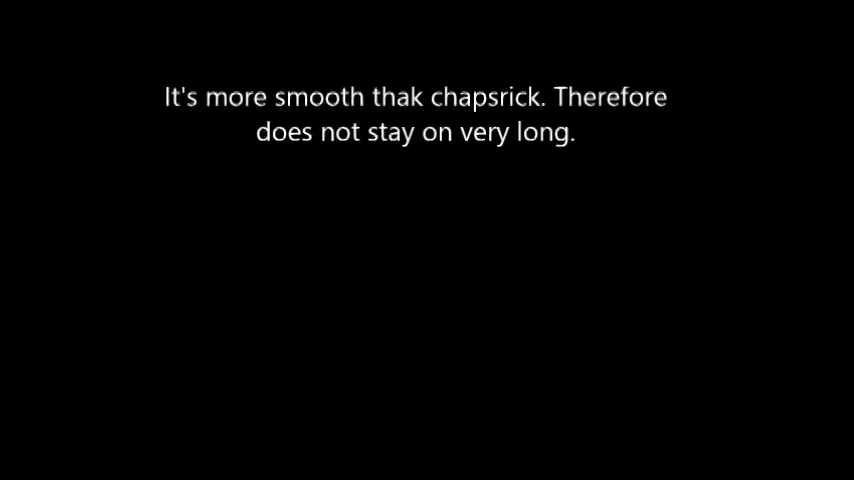 It's more smooth thak chapsrick. Therefore
does not stay on very long.